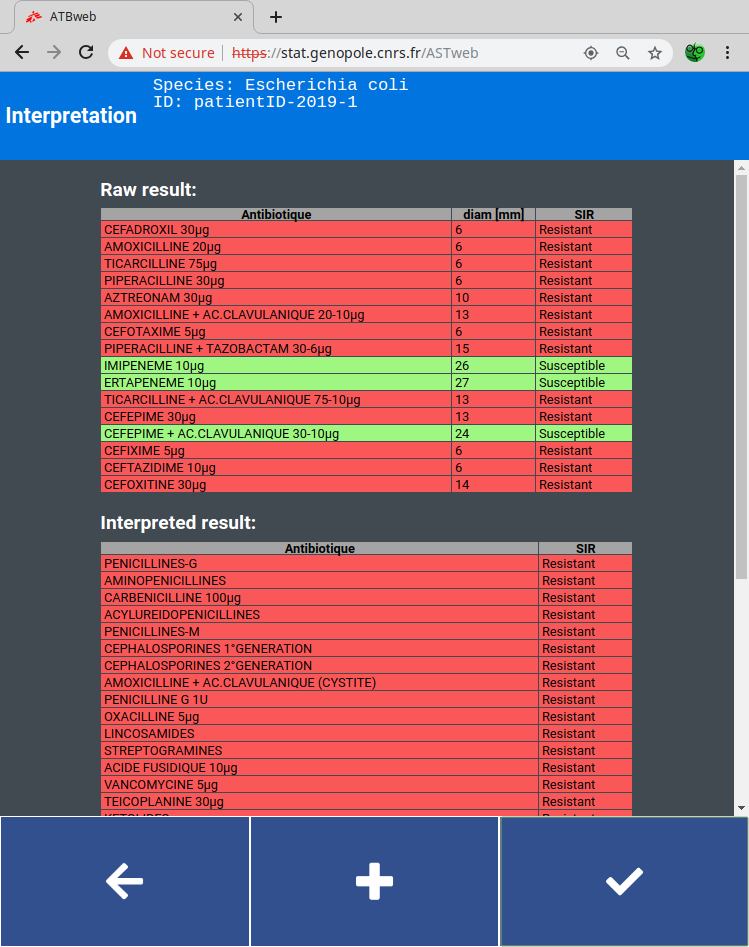 ATBweb
Not secure | https://stat.genopole.cnrs.fr/ASTweb
Interpretation
Species: Escherichia coli
ID: patientID-2019-1
Raw result:
Antibiotique diam [mm] SIR
CEFADROXIL 30µg 6 Resistant
AMOXICILLINE 20µg 6 Resistant
TICARCILLINE 75µg 6 Resistant
PIPERACILLINE 30µg 6 Resistant
AZTREONAM 30µg 10 Resistant
AMOXICILLINE + AC.CLAVULANIQUE 20-10µg 13 Resistant
CEFOTAXIME 5µg 6 Resistant
PIPERACILLINE + TAZOBACTAM 30-6µg 15 Resistant
IMIPENEME 10µg 26 Susceptible
ERTAPENEME 10µg 27 Susceptible
TICARCILLINE + AC.CLAVULANIQUE 75-10µg 13 Resistant
CEFEPIME 30µg 13 Resistant
CEFEPIME + AC.CLAVULANIQUE 30-10µg 24 Susceptible
CEFIXIME 5µg 6 Resistant
CEFTAZIDIME 10µg 6 Resistant
CEFOXITINE 30µg 14 Resistant
Interpreted result:
Antibiotique SIR
PENICILLINES-G Resistant
AMINOPENICILLINES Resistant
CARBENICILLINE 100µg Resistant
ACYLUREIDOPENICILLINES Resistant
PENICILLINES-M Resistant
CEPHALOSPORINES 1°GENERATION Resistant
CEPHALOSPORINES 2°GENERATION Resistant
AMOXICILLINE + AC.CLAVULANIQUE (CYSTITE) Resistant
PENICILLINE G 1U Resistant
OXACILLINE 5µg Resistant
LINCOSAMIDES Resistant
STREPTOGRAMINES Resistant
ACIDE FUSIDIQUE 10µg Resistant
VANCOMYCINE 5µg Resistant
TEICOPLANINE 30µg Resistant